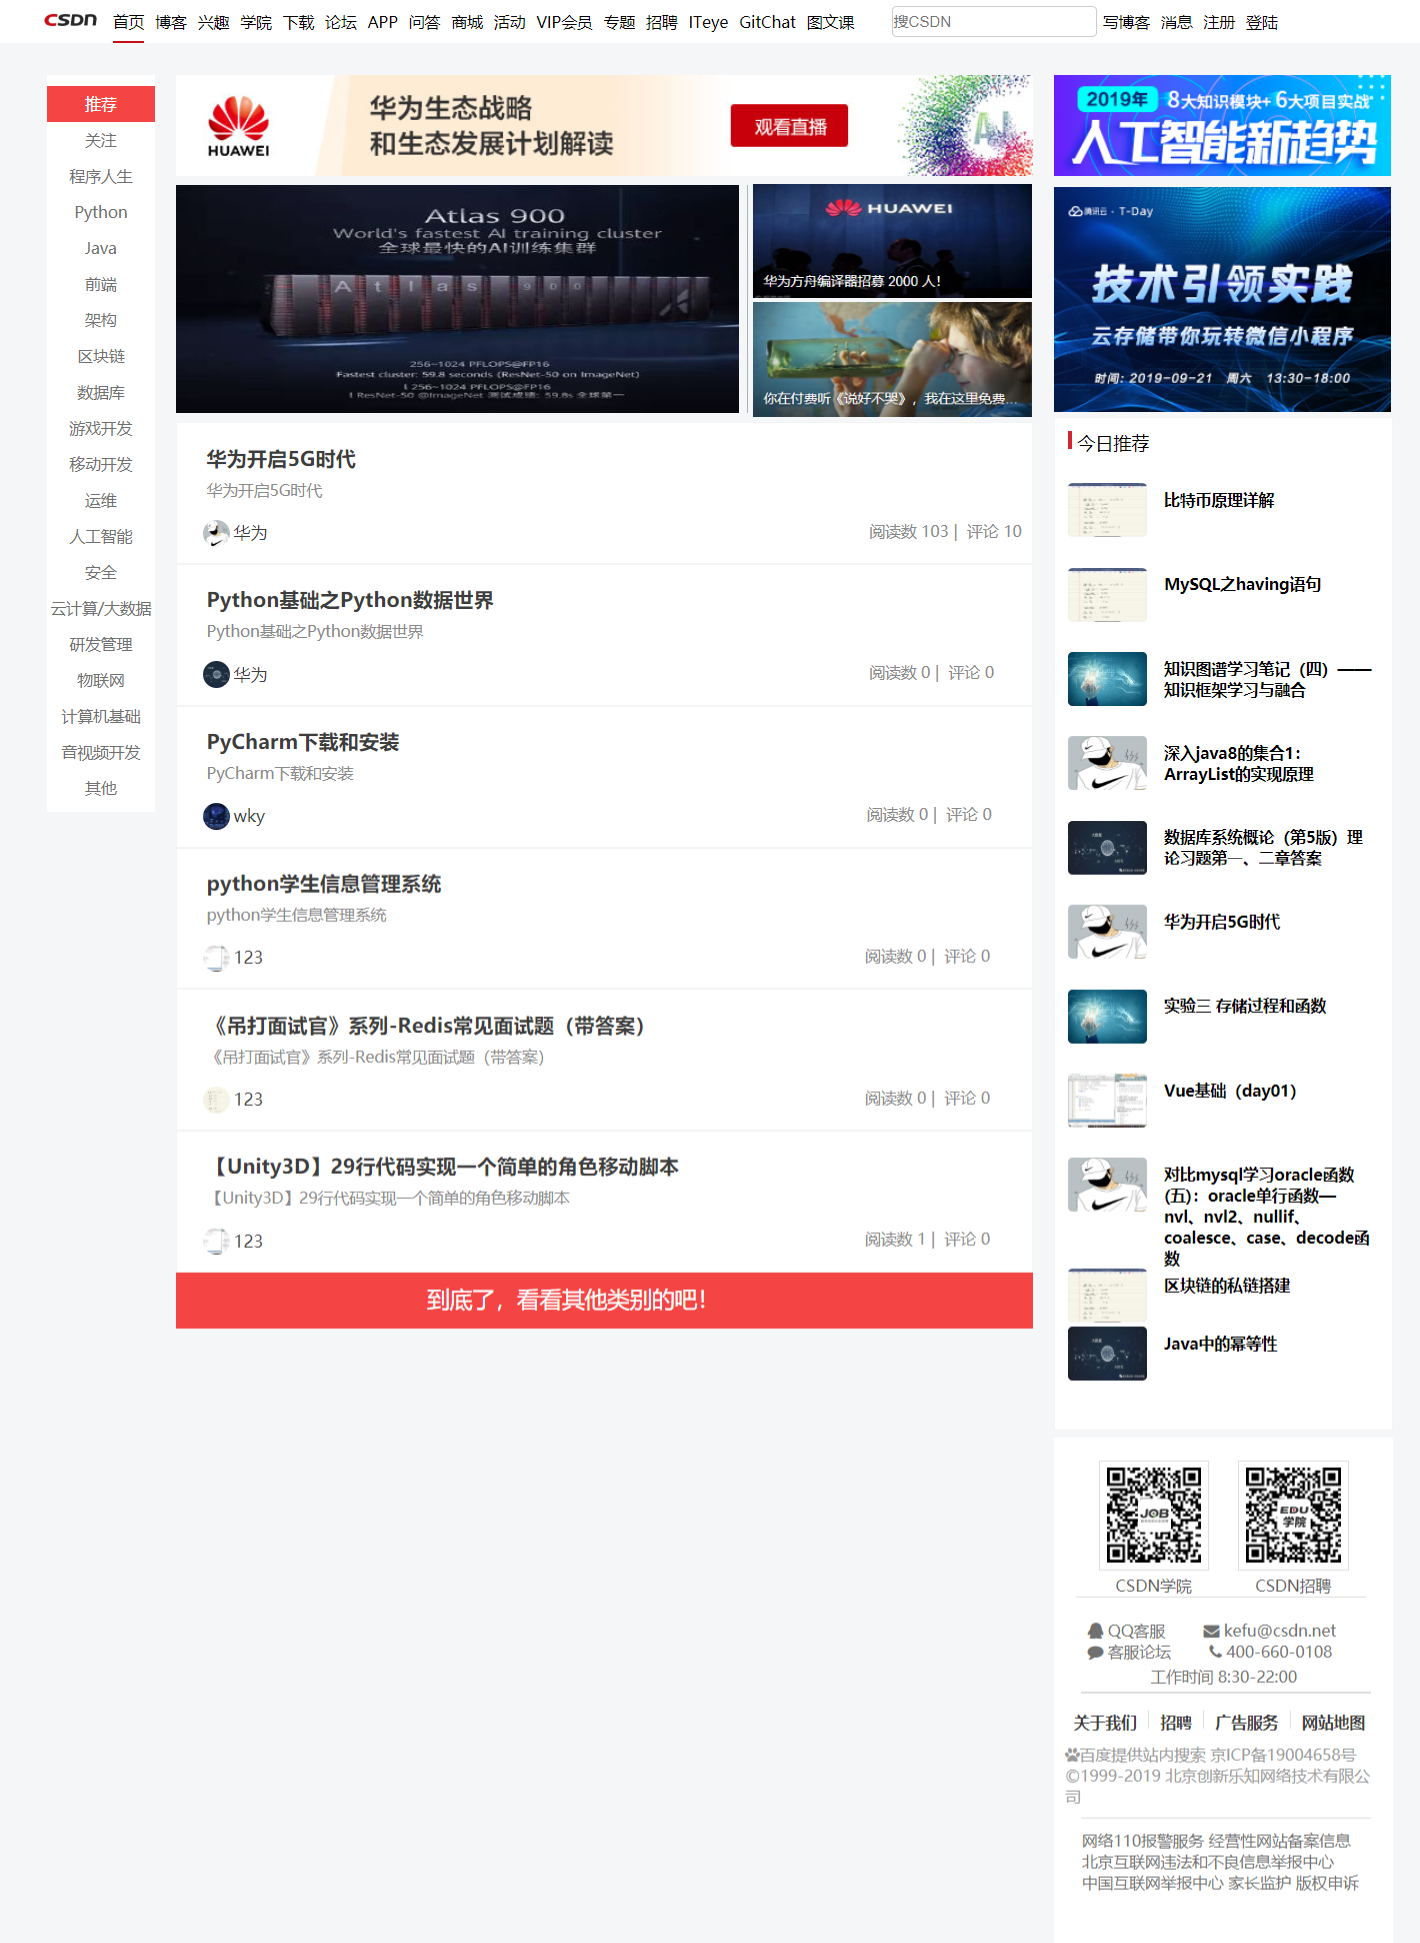 CSDN 首页 博客 兴趣 学院 下载 论坛 APP 问答 商城 活动 VIP会员 专题 招聘 ITeye GitChat 图文课 搜CSDN 写博客 消息 注册 登陆
推荐
关注
程序人生
Python
Java
前端
架构
区块链
数据库
游戏开发
移动开发
运维
人工智能
安全
云计算/大数据
研发管理
物联网
计算机基础
音视频开发
其他
HUAWEI
华为生态战略
和生态发展计划解读
观看直播
AI
Atlas 900
World's fastest AI training cluster
全球最快的AI训练集群
Atlas 900
256-1024 PFLOPS@FP16
Fastest cluster: 59.8 seconds (ResNet-50 on ImageNet)
256-1024 PFLOPS@FP16
ResNet-50 @ImageNet 测试成绩: 59.8s 全球第一
HUAWEI
华为方舟编译器招募 2000 人！
你在付费听《说好不哭》，我在这里免费...
华为开启5G时代
华为开启5G时代
华为 阅读数 103 | 评论 10
Python基础之Python数据世界
Python基础之Python数据世界
华为 阅读数 0 | 评论 0
PyCharm下载和安装
PyCharm下载和安装
wky 阅读数 0 | 评论 0
python学生信息管理系统
python学生信息管理系统
123 阅读数 0 | 评论 0
《吊打面试官》系列-Redis常见面试题（带答案）
《吊打面试官》系列-Redis常见面试题（带答案）
123 阅读数 0 | 评论 0
【Unity3D】29行代码实现一个简单的角色移动脚本
【Unity3D】29行代码实现一个简单的角色移动脚本
123 阅读数 1 | 评论 0
到底了，看看其他类别的吧！
2019年 8大知识模块+6大项目实战
人工智能新趋势
腾讯云 · T-Day
技术引领实践
云存储带你玩转微信小程序
时间: 2019-09-21 周六 13:30-18:00
今日推荐
比特币原理详解
MySQL之having语句
知识图谱学习笔记（四）——
知识框架学习与融合
深入java8的集合1：
ArrayList的实现原理
数据库系统概论（第5版）理
论习题第一、二章答案
华为开启5G时代
实验三 存储过程和函数
Vue基础（day01）
对比mysql学习oracle函数
(五)：oracle单行函数—
nvl、nvl2、nullif、
coalesce、case、decode函
数
区块链的私链搭建
Java中的幂等性
JOB
EDU
学院
CSDN学院 CSDN招聘
QQ客服 kefu@csdn.net
客服论坛 400-660-0108
工作时间 8:30-22:00
关于我们 招聘 广告服务 网站地图
百度提供站内搜索 京ICP备19004658号
©1999-2019 北京创新乐知网络技术有限公
司
网络110报警服务 经营性网站备案信息
北京互联网违法和不良信息举报中心
中国互联网举报中心 家长监护 版权申诉